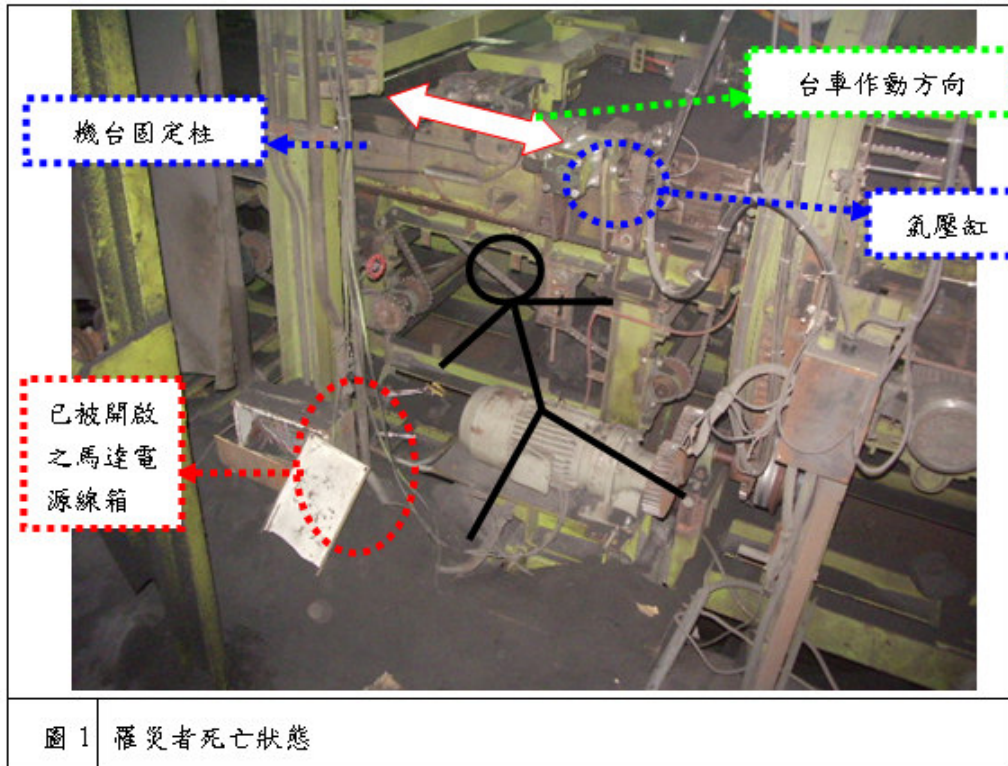 台車作動方向
機台固定柱
氣壓缸
已被開啟
之馬達電
源線箱
圖 1 罹災者死亡狀態